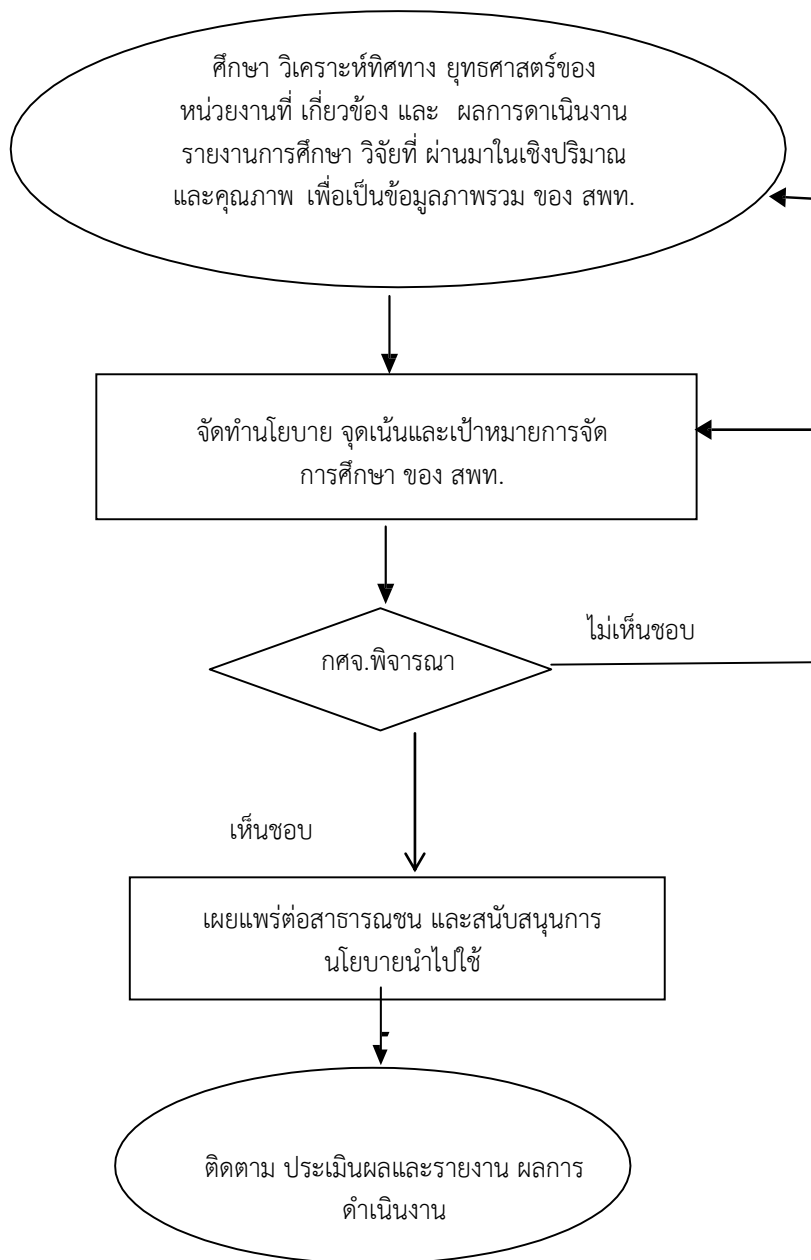 ศึกษา วิเคราะห์ทิศทาง ยุทธศาสตร์ของ
หน่วยงานที่ เกี่ยวข้อง และ ผลการดาเนินงาน
รายงานการศึกษา วิจัยที่ ผ่านมาในเชิงปริมาณ
และคุณภาพ เพื่อเป็นข้อมูลภาพรวม ของ สพท.
จัดทำนโยบาย จุดเน้นและเป้าหมายการจัด
การศึกษา ของ สพท.
ไม่เห็นชอบ
กศจ.พิจารณา
เห็นชอบ
เผยแพร่ต่อสาธารณชน และสนับสนุนการ
นโยบายนำไปใช้
ติดตาม ประเมินผลและรายงาน ผลการ
ดำเนินงาน